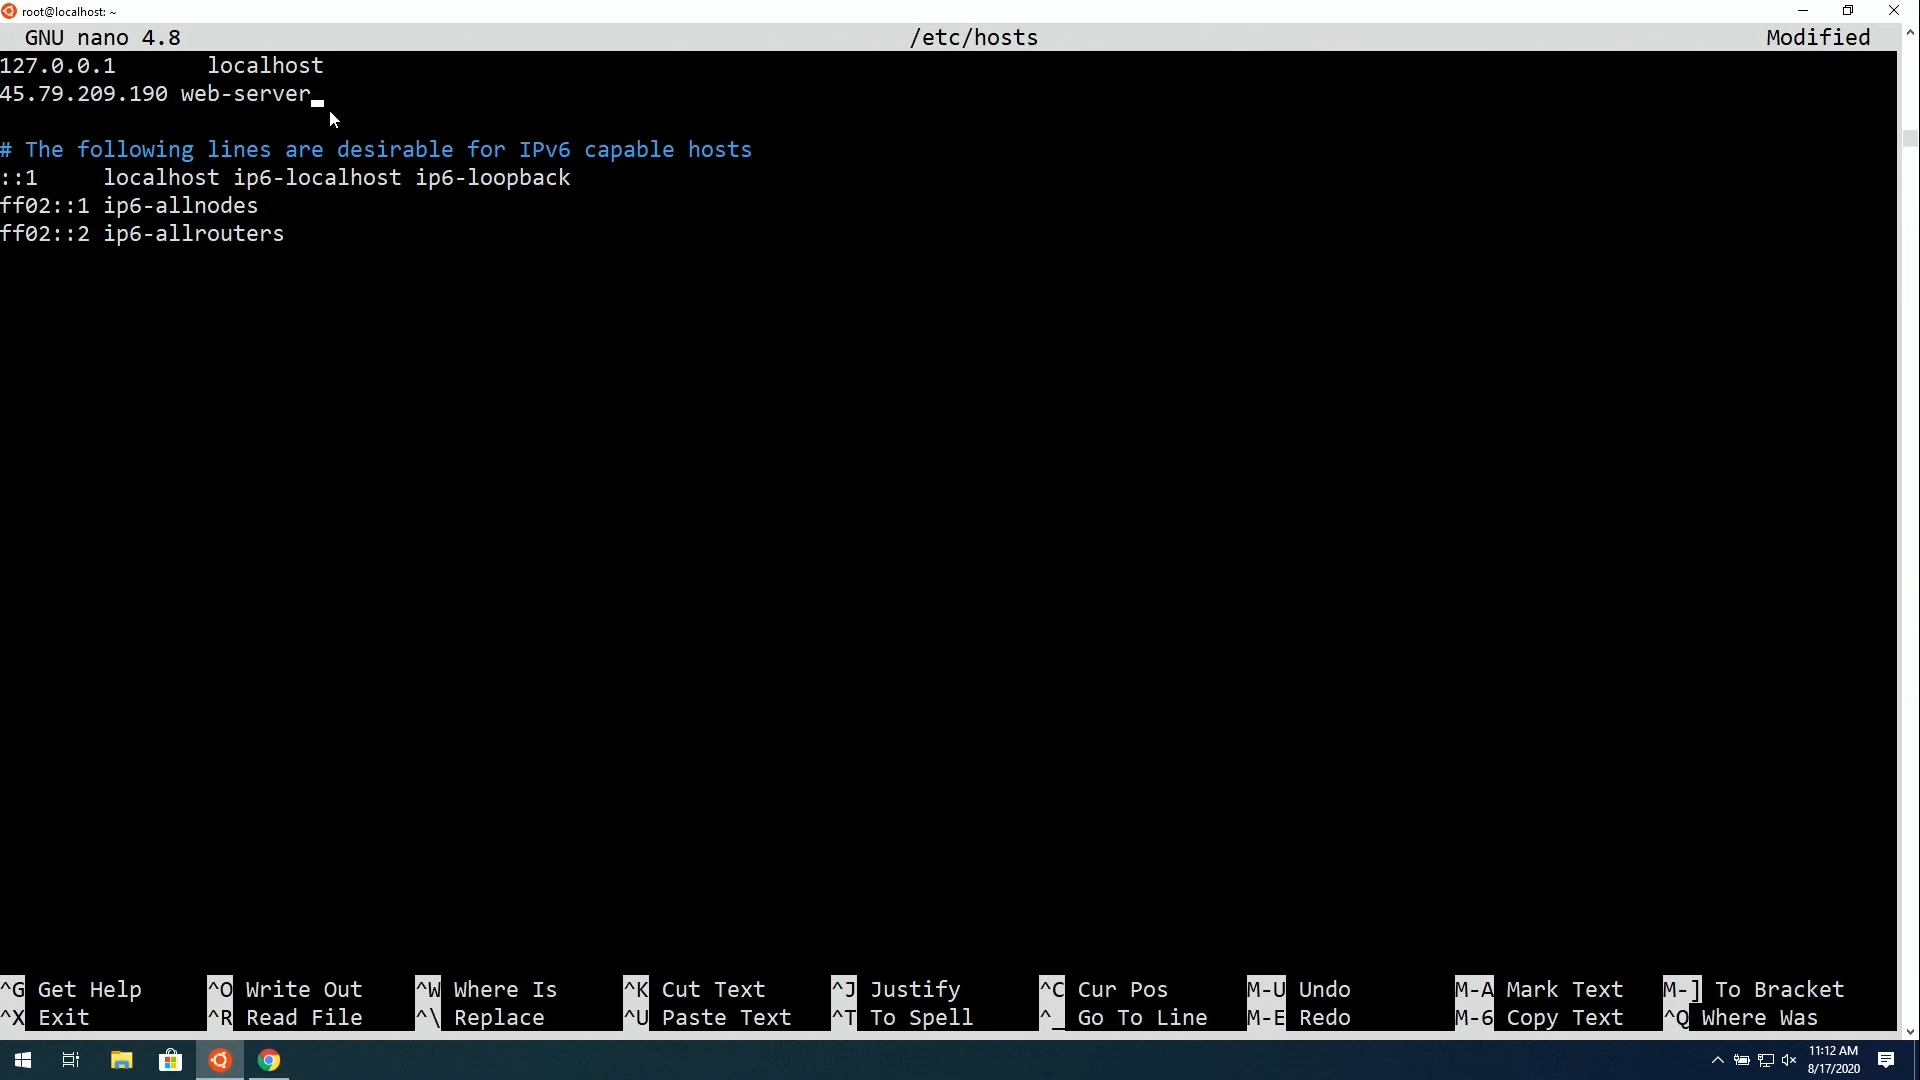 root@localhost: ~
GNU nano 4.8 /etc/hosts Modified
127.0.0.1 localhost
45.79.209.190 web-server
# The following lines are desirable for IPv6 capable hosts
::1 localhost ip6-localhost ip6-loopback
ff02::1 ip6-allnodes
ff02::2 ip6-allrouters
^G Get Help ^O Write Out ^W Where Is ^K Cut Text ^J Justify ^C Cur Pos M-U Undo M-A Mark Text M-] To Bracket
^X Exit ^R Read File ^\ Replace ^U Paste Text ^T To Spell ^_ Go To Line M-E Redo M-6 Copy Text ^Q Where Was
11:12 AM
8/17/2020